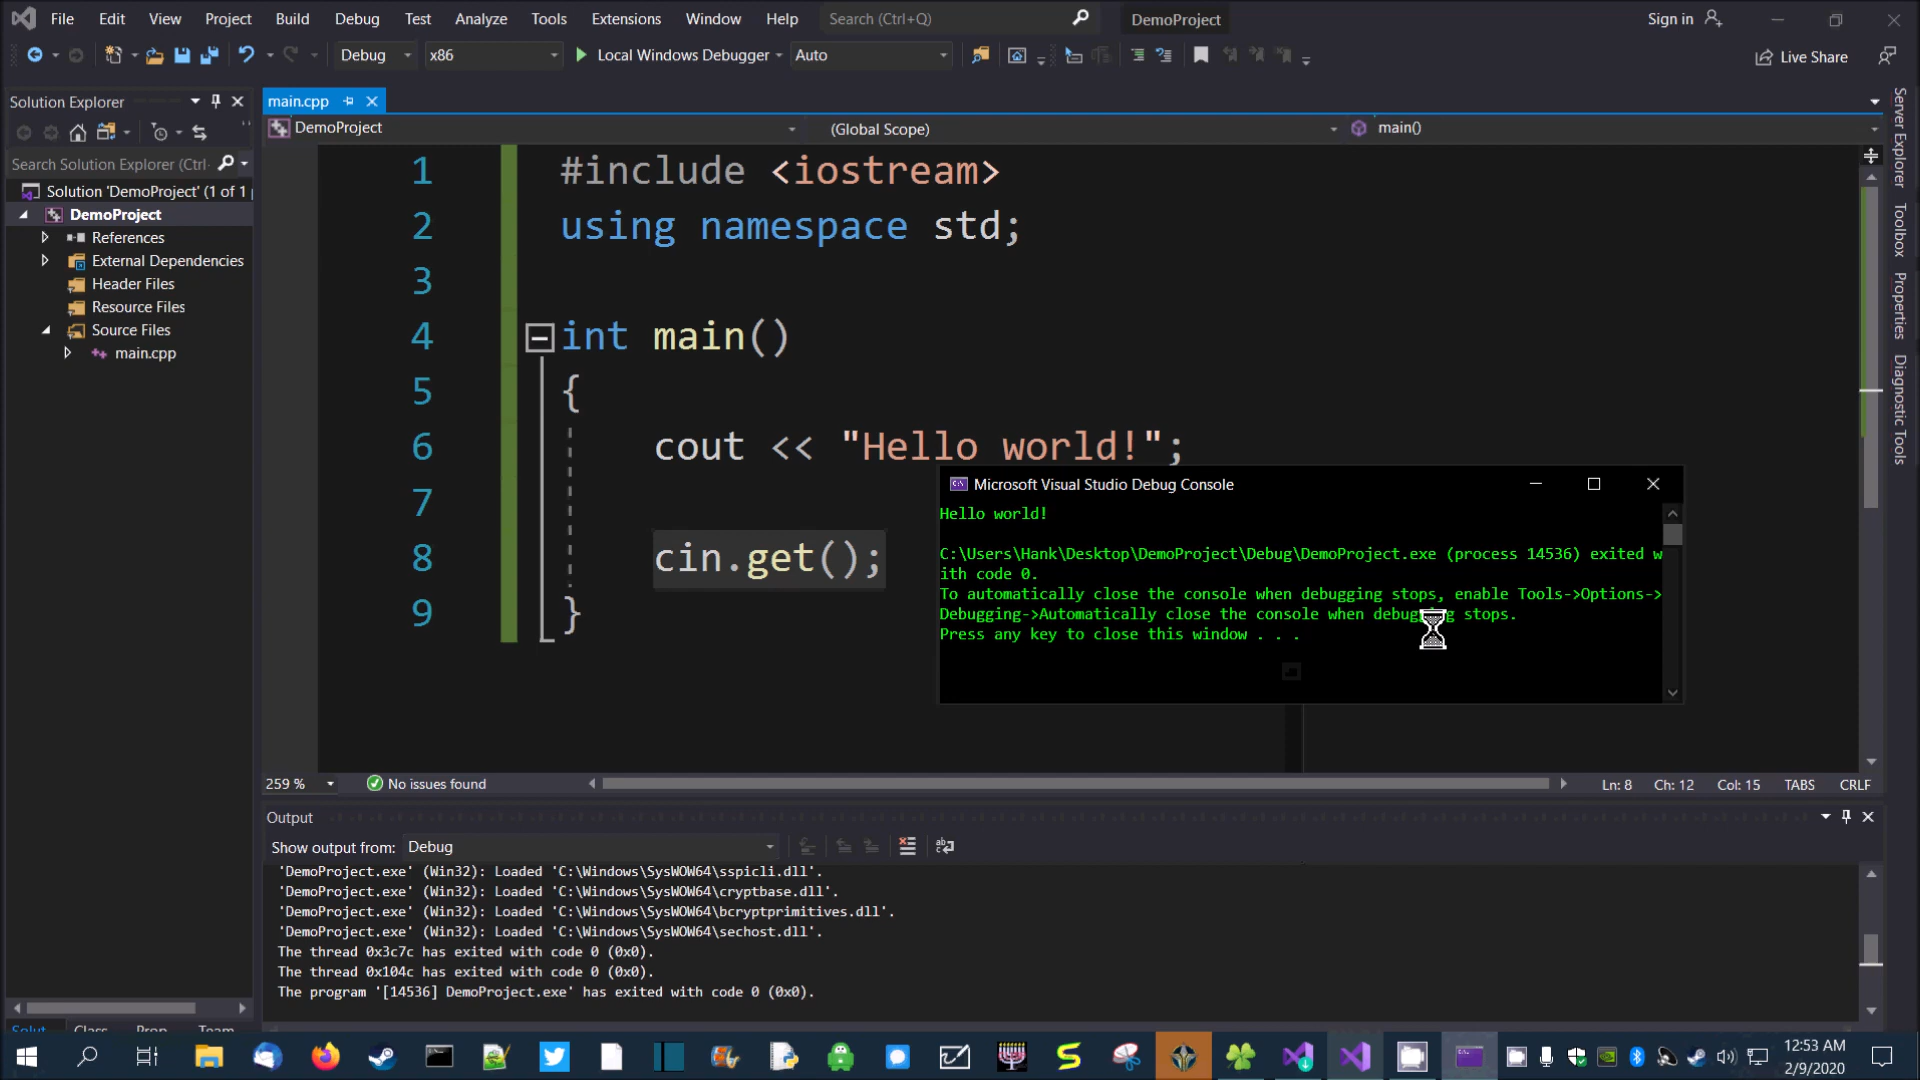 File Edit View Project Build Debug Test Analyze Tools Extensions Window Help Search (Ctrl+Q) DemoProject Sign in
Debug x86 Local Windows Debugger Auto Live Share
Solution Explorer
Search Solution Explorer (Ctrl
Solution 'DemoProject' (1 of 1
DemoProject
References
External Dependencies
Header Files
Resource Files
Source Files
main.cpp
main.cpp
DemoProject (Global Scope) main()
1 #include <iostream>
2 using namespace std;
3
4 int main()
5 {
6 cout << "Hello world!";
7
8 cin.get();
9 }
Microsoft Visual Studio Debug Console
Hello world!
C:\Users\Hank\Desktop\DemoProject\Debug\DemoProject.exe (process 14536) exited w
ith code 0.
To automatically close the console when debugging stops, enable Tools->Options->
Debugging->Automatically close the console when debugging stops.
Press any key to close this window . . .
259 % No issues found Ln: 8 Ch: 12 Col: 15 TABS CRLF
Output
Show output from: Debug
'DemoProject.exe' (Win32): Loaded 'C:\Windows\SysWOW64\sspicli.dll'.
'DemoProject.exe' (Win32): Loaded 'C:\Windows\SysWOW64\cryptbase.dll'.
'DemoProject.exe' (Win32): Loaded 'C:\Windows\SysWOW64\bcryptprimitives.dll'.
'DemoProject.exe' (Win32): Loaded 'C:\Windows\SysWOW64\sechost.dll'.
The thread 0x3c7c has exited with code 0 (0x0).
The thread 0x104c has exited with code 0 (0x0).
The program '[14536] DemoProject.exe' has exited with code 0 (0x0).
Server Explorer
Toolbox
Properties
Diagnostic Tools
Solut Class Prop Team
12:53 AM
2/9/2020